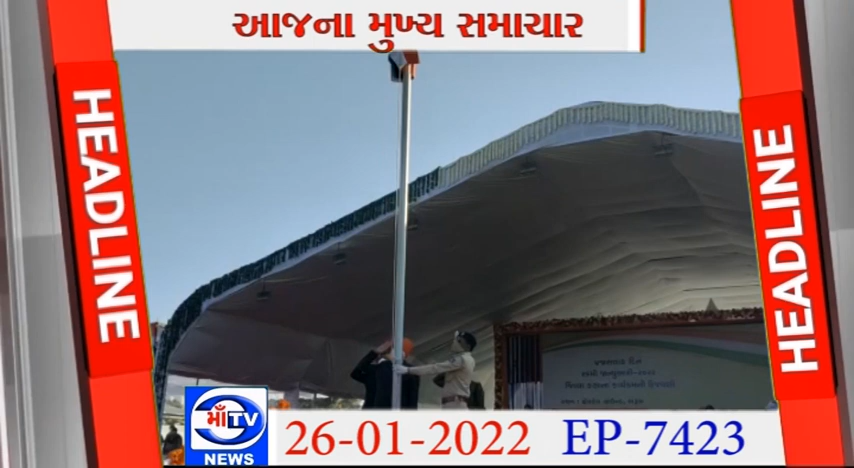 આજના મુખ્ય સમાચાર
HEADLINE
HEADLINE
માઁ TV
NEWS
26-01-2022 EP-7423